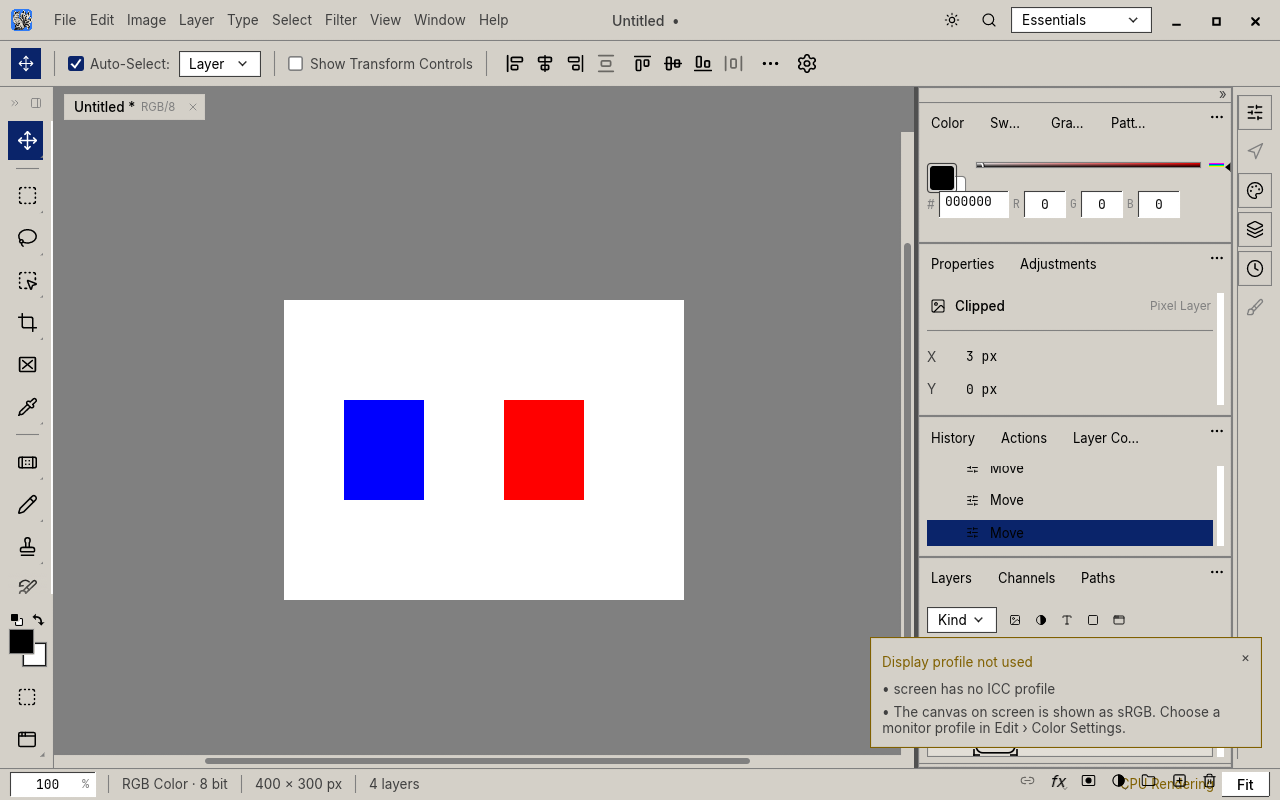 File Edit Image Layer Type Select Filter View Window Help
Untitled •
Essentials
Auto-Select:
Layer
Show Transform Controls
Untitled * RGB/8 ×
Color Sw... Gra... Patt...
# 000000 R 0 G 0 B 0
Properties Adjustments
Clipped Pixel Layer
X 3 px
Y 0 px
History Actions Layer Co...
Move
Move
Move
Layers Channels Paths
Kind
Display profile not used
• screen has no ICC profile
• The canvas on screen is shown as sRGB. Choose a
monitor profile in Edit › Color Settings.
100 %
RGB Color · 8 bit
400 × 300 px
4 layers
fx
CPU Rendering
Fit